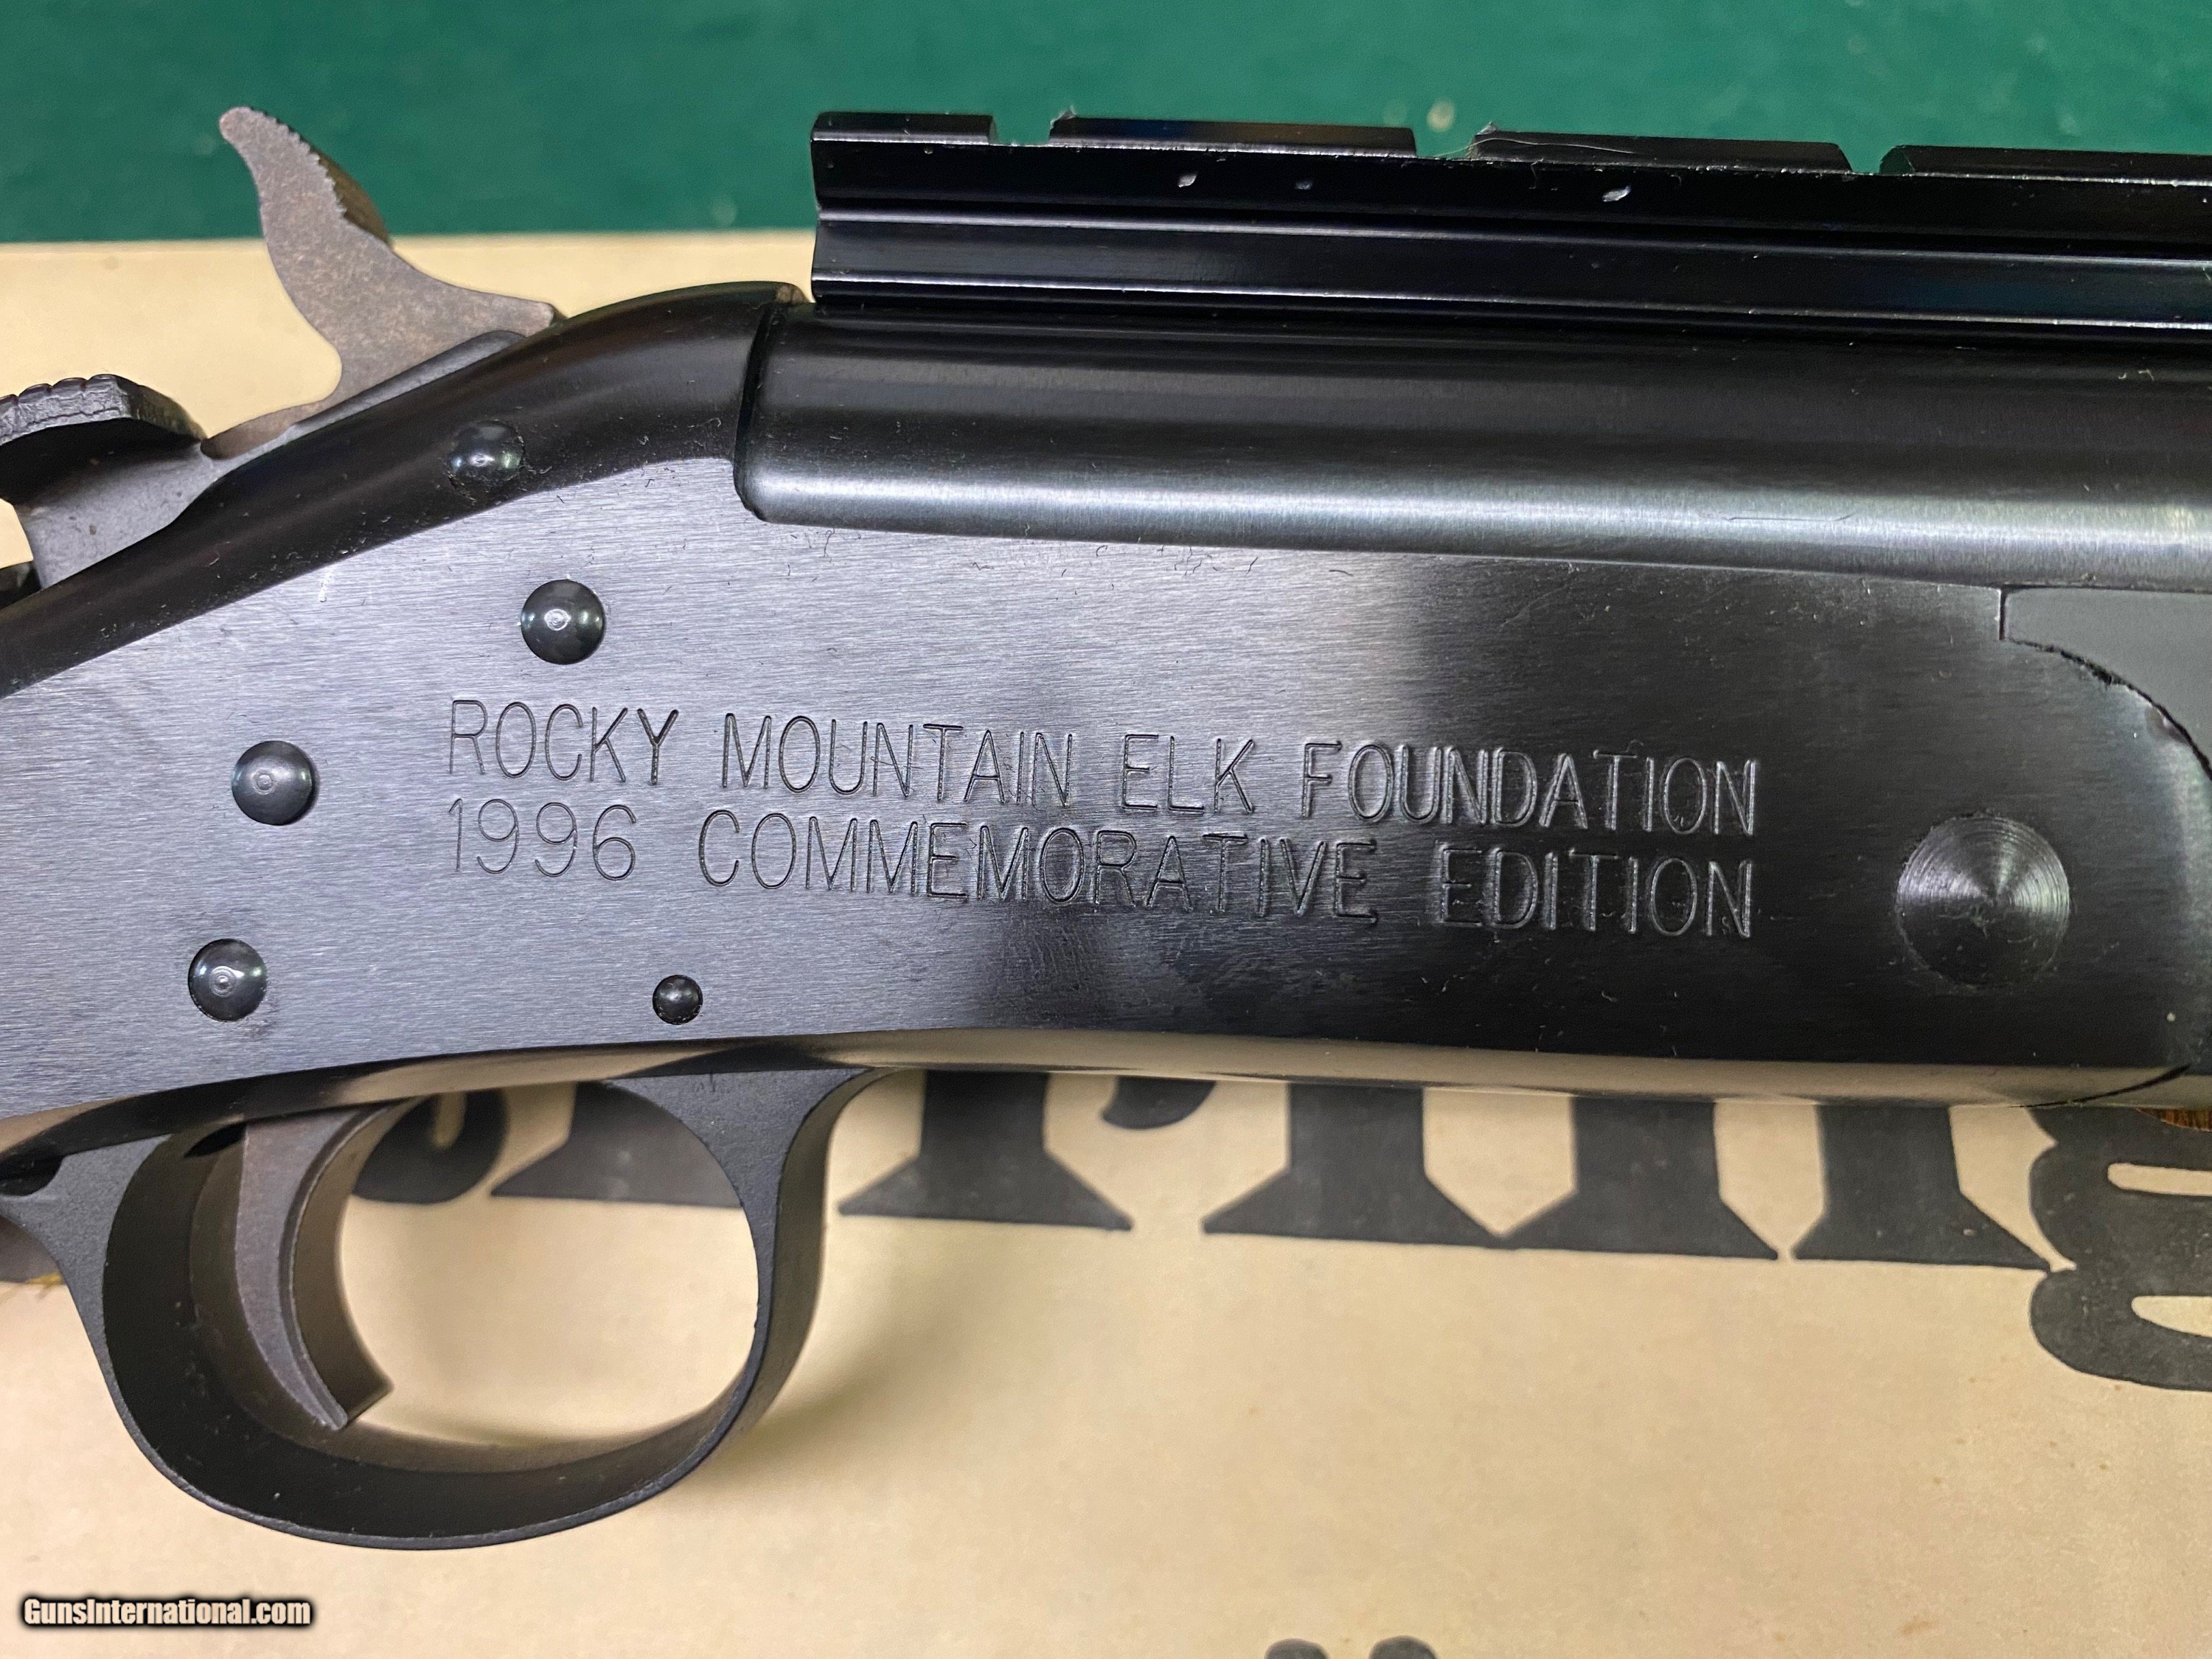 ROCKY MOUNTAIN ELK FOUNDATION
1996 COMMEMORATIVE EDITION
GunsInternational.com